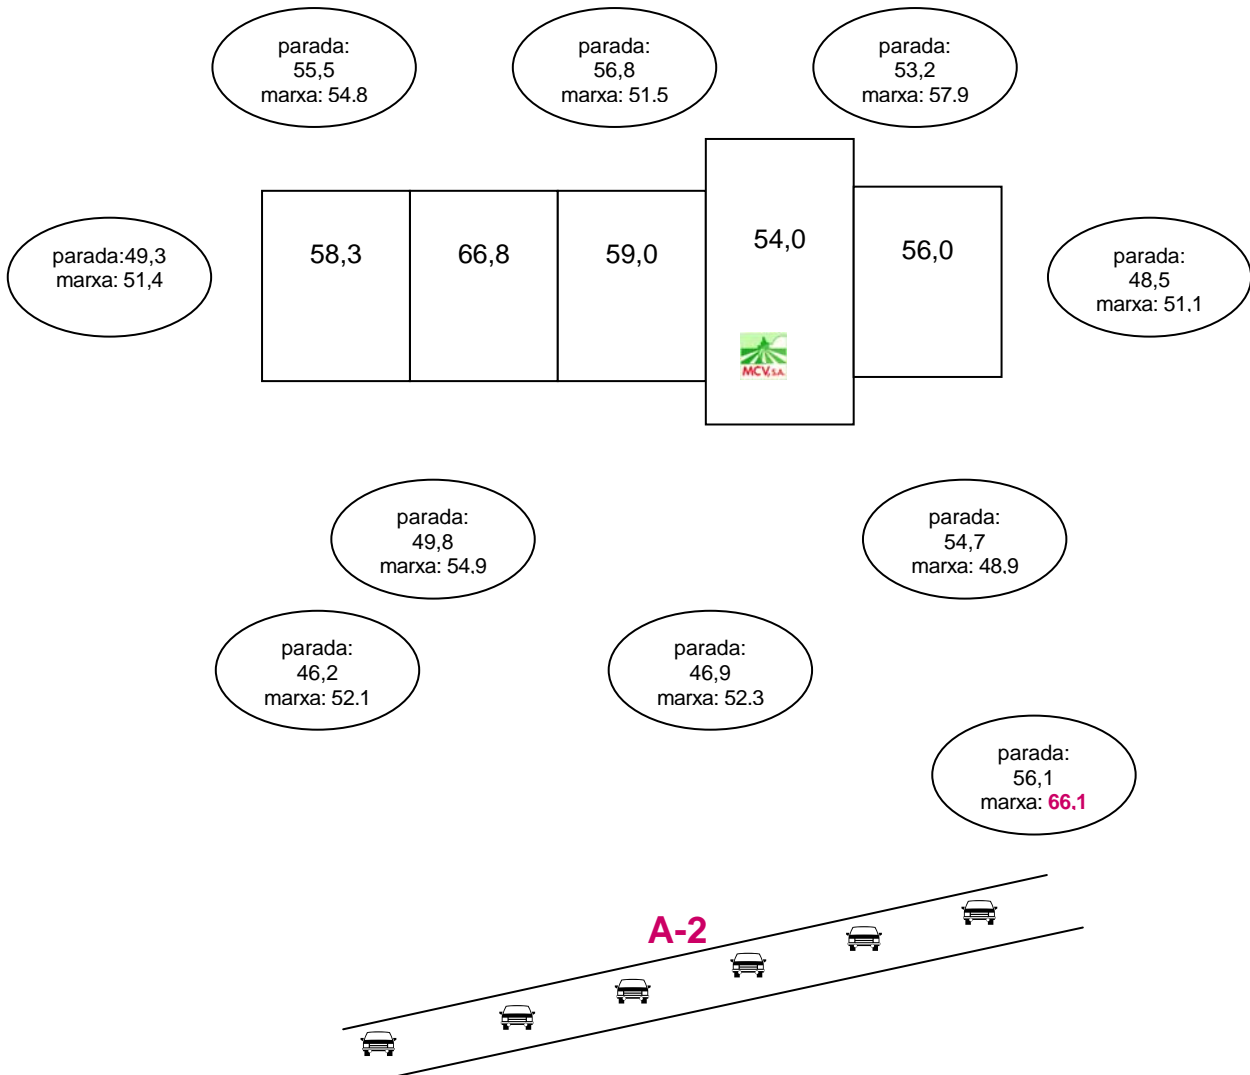 parada:
55,5
marxa: 54.8
parada:
56,8
marxa: 51.5
parada:
53,2
marxa: 57.9
parada:49,3
marxa: 51,4
58,3
66,8
59,0
54,0
56,0
MCV, S.A.
parada:
48,5
marxa: 51.1
parada:
49,8
marxa: 54.9
parada:
54,7
marxa: 48.9
parada:
46,2
marxa: 52.1
parada:
46,9
marxa: 52.3
parada:
56,1
marxa: 66.1
A-2